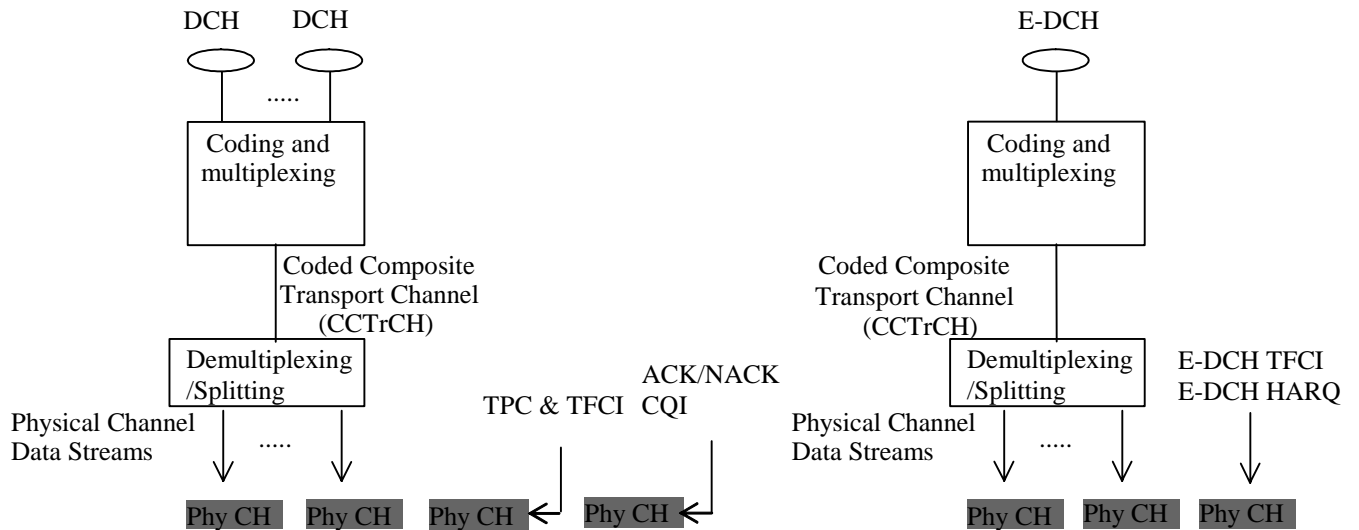 DCH
DCH
E-DCH
.....
Coding and
multiplexing
Coding and
multiplexing
Coded Composite
Transport Channel
(CCTrCH)
Coded Composite
Transport Channel
(CCTrCH)
Demultiplexing
/Splitting
ACK/NACK
CQI
TPC & TFCI
Demultiplexing
/Splitting
E-DCH TFCI
E-DCH HARQ
Physical Channel
Data Streams
.....
Physical Channel
Data Streams
.....
Phy CH
Phy CH
Phy CH
Phy CH
Phy CH
Phy CH
Phy CH